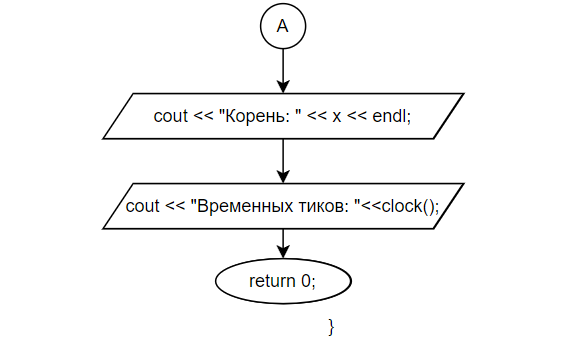 A
cout << "Корень: " << x << endl;
cout << "Временных тиков: "<<clock();
return 0;
}